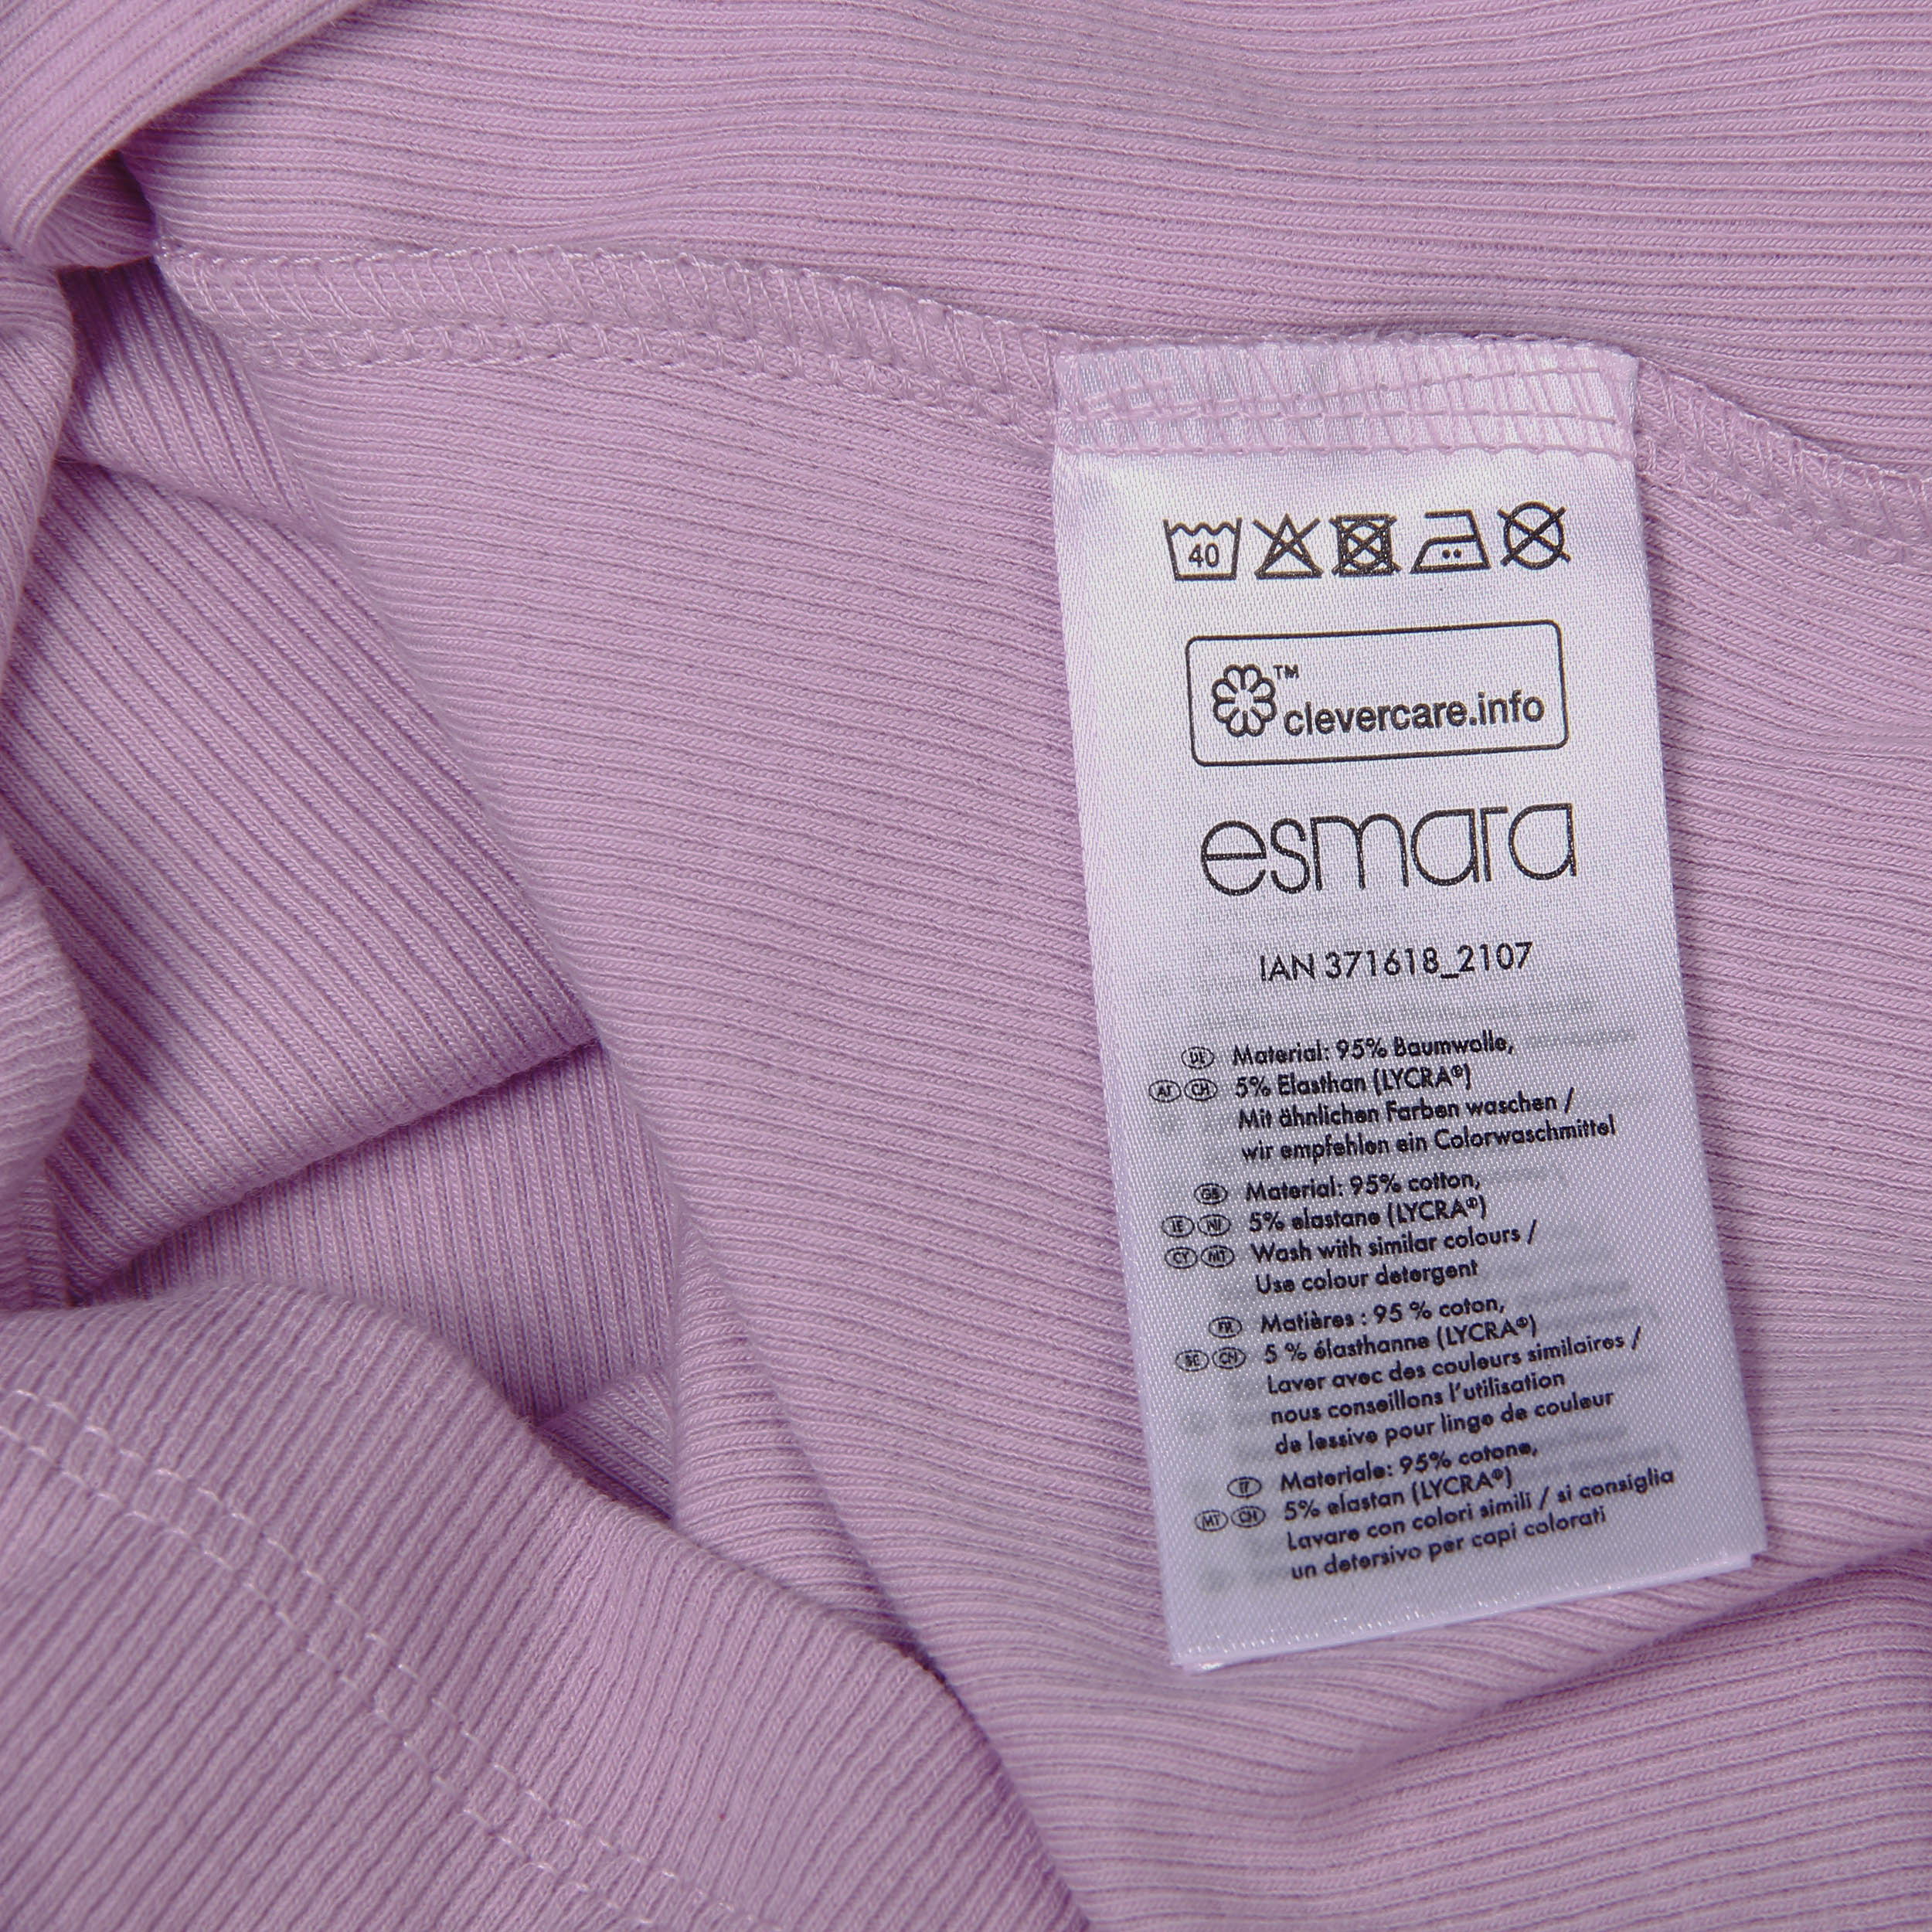 40
™
clevercare.info
esmara
IAN 371618_2107
DE Material: 95% Baumwolle,
AT CH 5% Elasthan (LYCRA®)
Mit ähnlichen Farben waschen /
wir empfehlen ein Colorwaschmittel
GB Material: 95% cotton,
IE NI 5% elastane (LYCRA®)
CY MT Wash with similar colours /
Use colour detergent
FR Matières : 95 % coton,
BE CH 5 % élasthanne (LYCRA®)
Laver avec des couleurs similaires /
nous conseillons l'utilisation
de lessive pour linge de couleur
IT Materiale: 95% cotone,
MT CH 5% elastan (LYCRA®)
Lavare con colori simili / si consiglia
un detersivo per capi colorati